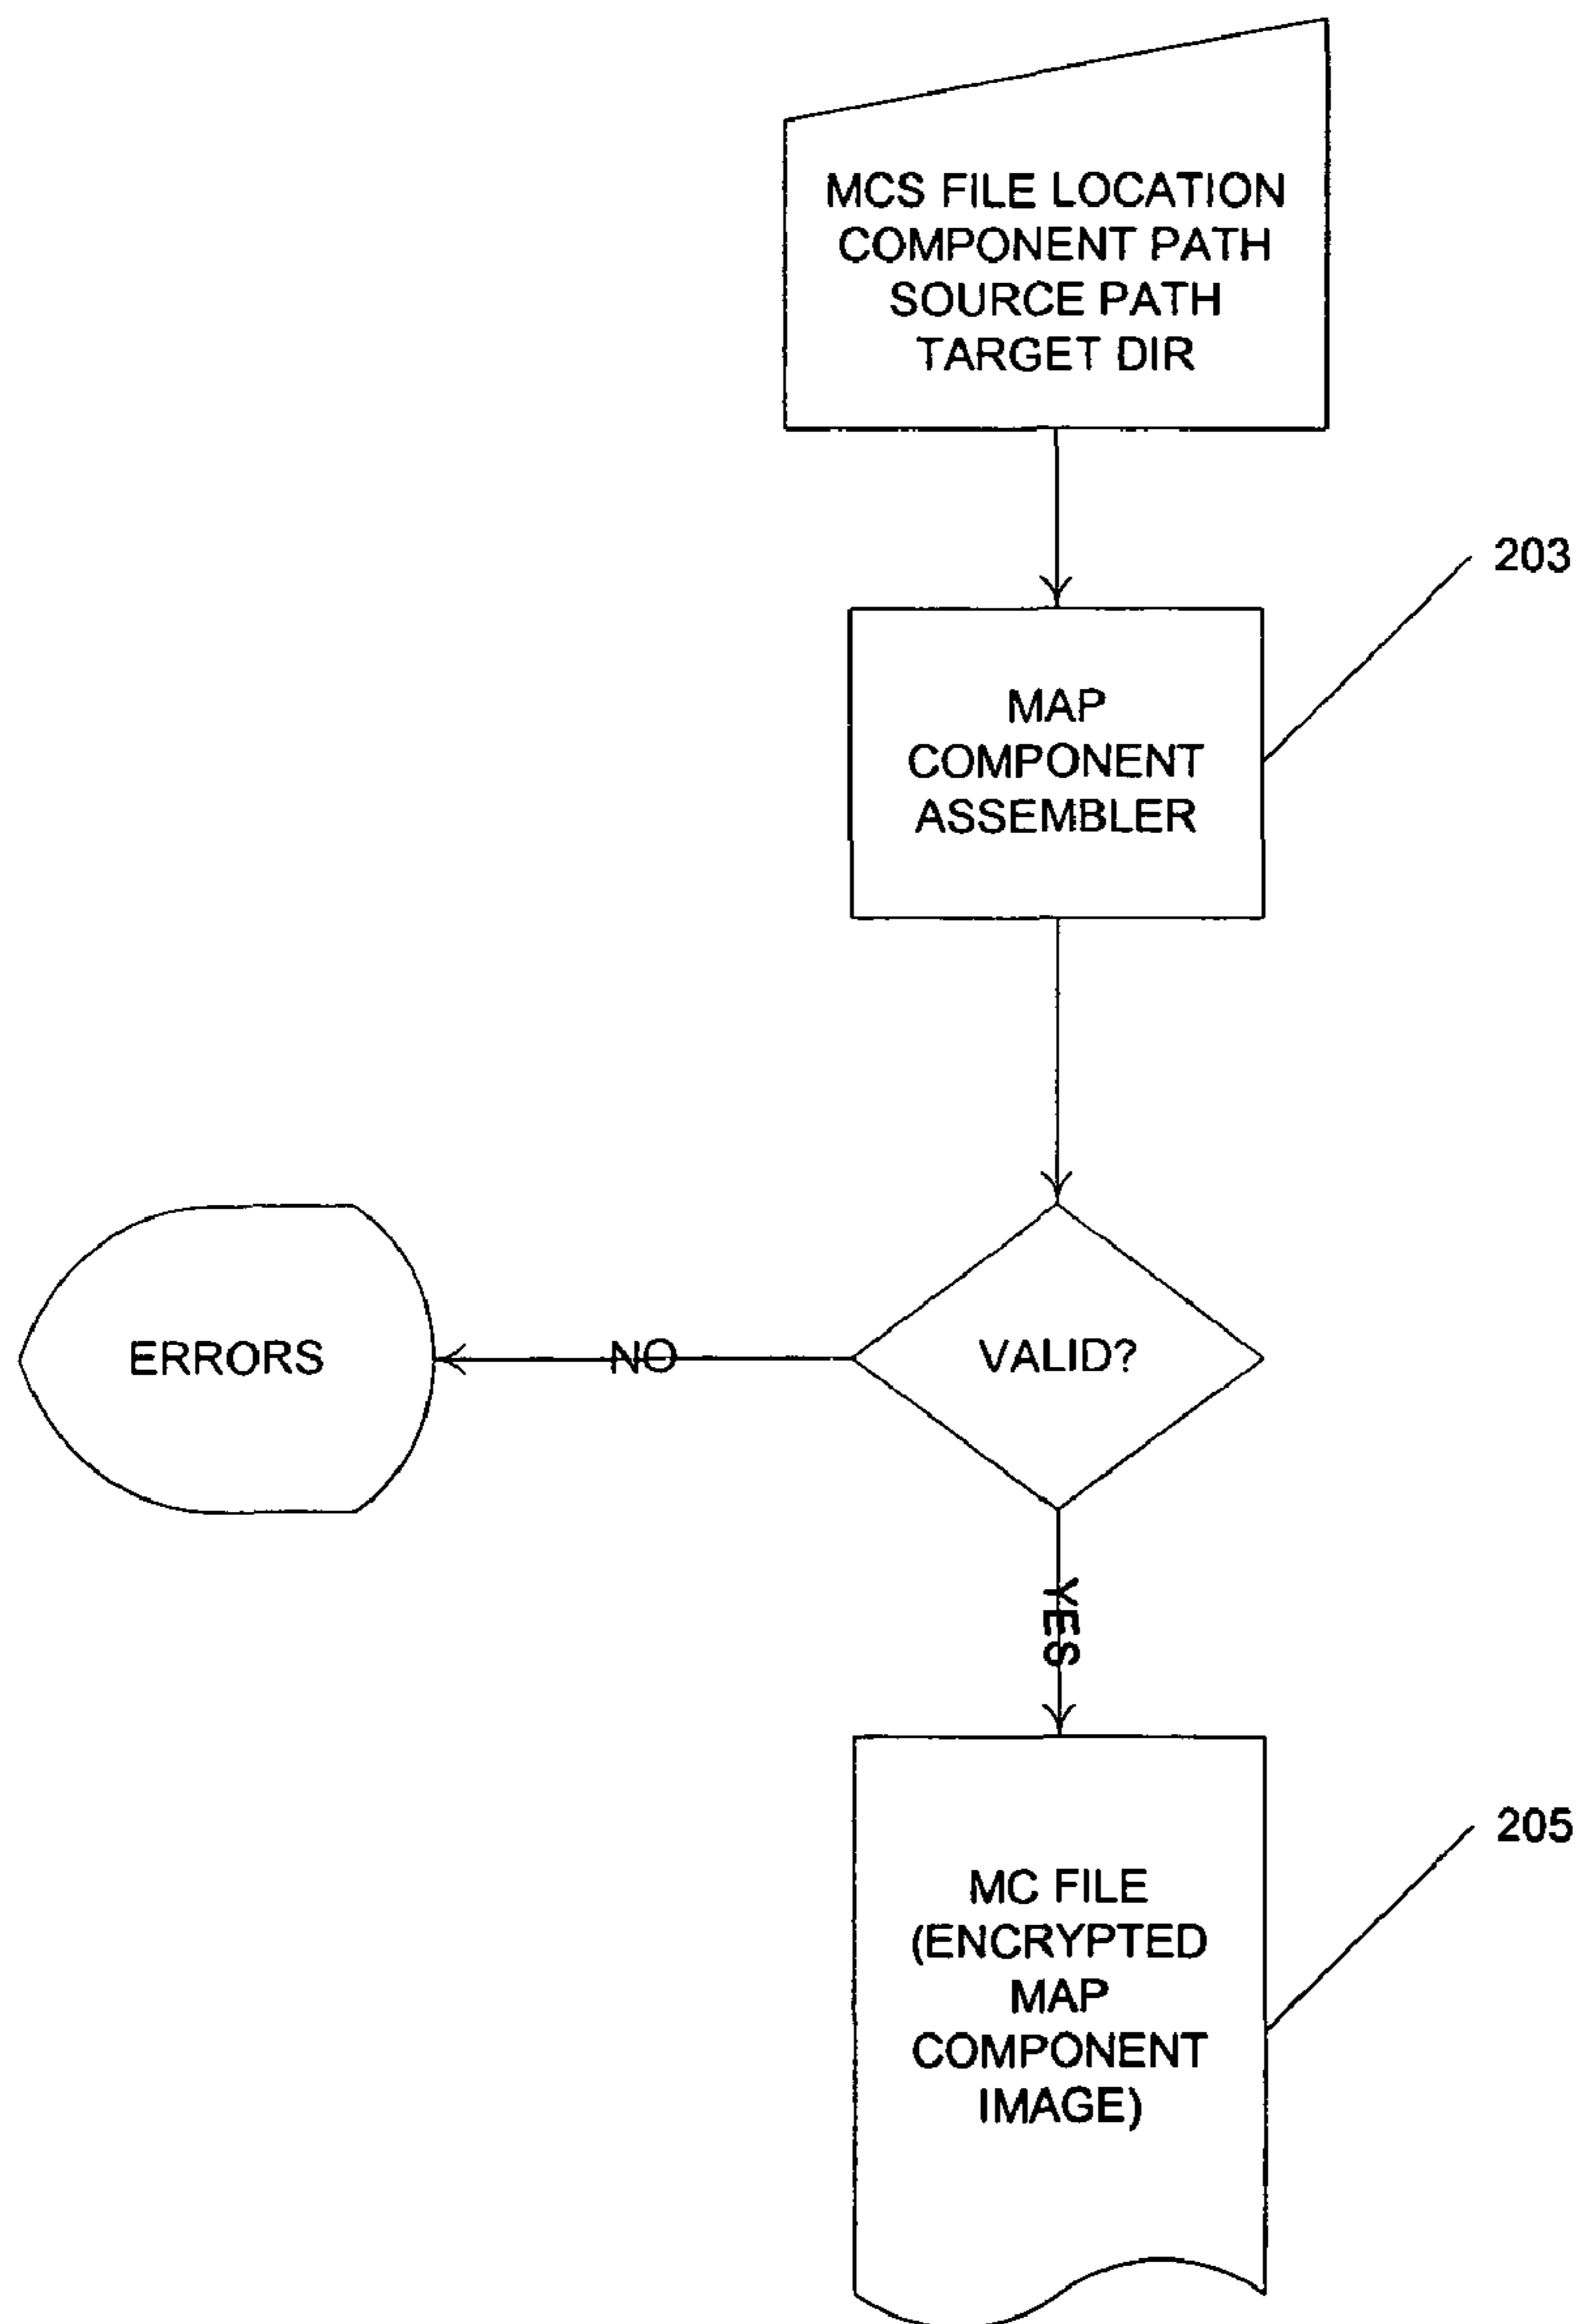 MCS FILE LOCATION
COMPONENT PATH
SOURCE PATH
TARGET DIR
203
MAP
COMPONENT
ASSEMBLER
ERRORS
NO
VALID?
YES
205
MC FILE
(ENCRYPTED
MAP
COMPONENT
IMAGE)